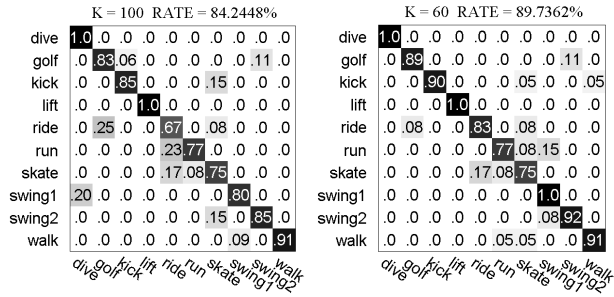 K = 100 RATE = 84.2448%
dive 1.0 .0 .0 .0 .0 .0 .0 .0 .0 .0
golf .0 .83 .06 .0 .0 .0 .0 .0 .11 .0
kick .0 .0 .85 .0 .0 .0 .15 .0 .0 .0
lift .0 .0 .0 1.0 .0 .0 .0 .0 .0 .0
ride .0 .25 .0 .0 .67 .0 .08 .0 .0 .0
run .0 .0 .0 .0 .23 .77 .0 .0 .0 .0
skate .0 .0 .0 .0 .17 .08 .75 .0 .0 .0
swing1 .20 .0 .0 .0 .0 .0 .0 .80 .0 .0
swing2 .0 .0 .0 .0 .0 .0 .15 .0 .85 .0
walk .0 .0 .0 .0 .0 .0 .0 .09 .0 .91
dive golf kick lift ride run skate swing1 swing2 walk
K = 60 RATE = 89.7362%
dive 1.0 .0 .0 .0 .0 .0 .0 .0 .0 .0
golf .0 .89 .0 .0 .0 .0 .0 .0 .11 .0
kick .0 .0 .90 .0 .0 .0 .05 .0 .0 .05
lift .0 .0 .0 1.0 .0 .0 .0 .0 .0 .0
ride .0 .08 .0 .0 .83 .0 .08 .0 .0 .0
run .0 .0 .0 .0 .0 .77 .08 .15 .0 .0
skate .0 .0 .0 .0 .17 .08 .75 .0 .0 .0
swing1 .0 .0 .0 .0 .0 .0 .0 1.0 .0 .0
swing2 .0 .0 .0 .0 .0 .0 .0 .08 .92 .0
walk .0 .0 .0 .0 .0 .05 .05 .0 .0 .91
dive golf kick lift ride run skate swing1 swing2 walk